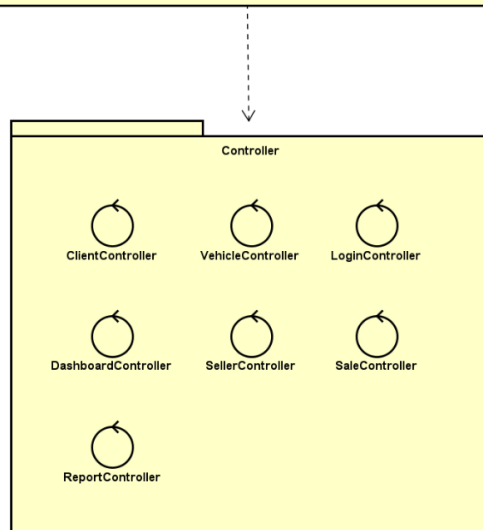 Controller
ClientController VehicleController LoginController
DashboardController SellerController SaleController
ReportController